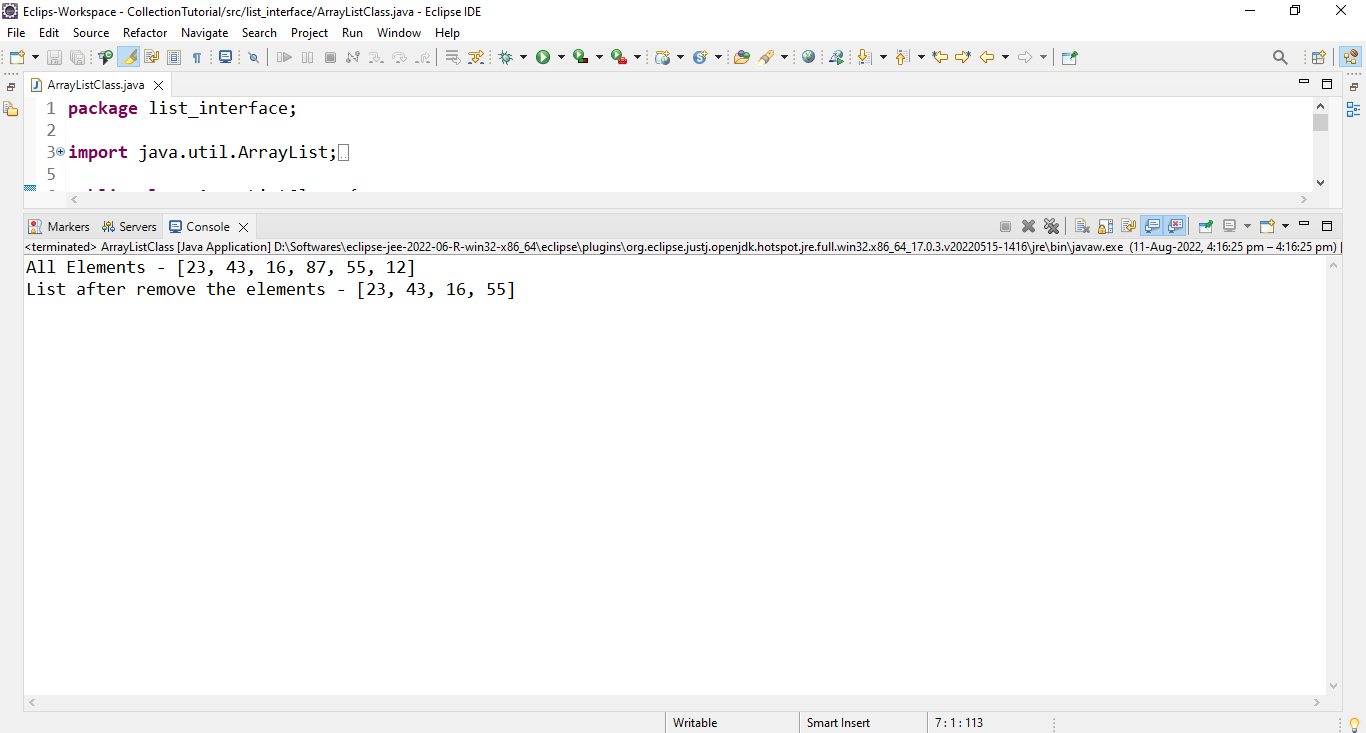 Eclips-Workspace - CollectionTutorial/src/list_interface/ArrayListClass.java - Eclipse IDE
File Edit Source Refactor Navigate Search Project Run Window Help
ArrayListClass.java
1 package list_interface;
2
3 import java.util.ArrayList;
5
Markers Servers Console
<terminated> ArrayListClass [Java Application] D:\Softwares\eclipse-jee-2022-06-R-win32-x86_64\eclipse\plugins\org.eclipse.justj.openjdk.hotspot.jre.full.win32.x86_64_17.0.3.v20220515-1416\jre\bin\javaw.exe (11-Aug-2022, 4:16:25 pm – 4:16:25 pm)
All Elements - [23, 43, 16, 87, 55, 12]
List after remove the elements - [23, 43, 16, 55]
Writable Smart Insert 7 : 1 : 113